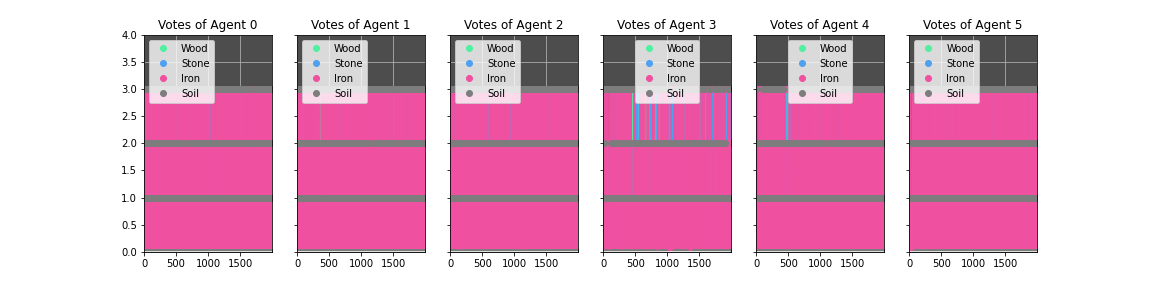 Votes of Agent 0 Votes of Agent 1 Votes of Agent 2 Votes of Agent 3 Votes of Agent 4 Votes of Agent 5
4.0
3.5
3.0
2.5
2.0
1.5
1.0
0.5
0.0
Wood
Stone
Iron
Soil
Wood
Stone
Iron
Soil
Wood
Stone
Iron
Soil
Wood
Stone
Iron
Soil
Wood
Stone
Iron
Soil
Wood
Stone
Iron
Soil
0 500 1000 1500 0 500 1000 1500 0 500 1000 1500 0 500 1000 1500 0 500 1000 1500 0 500 1000 1500